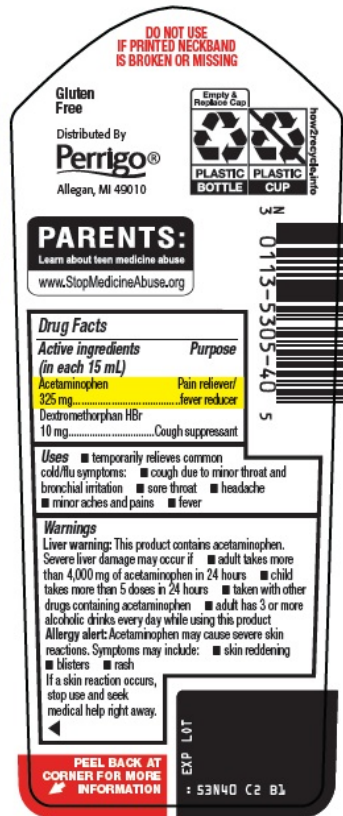 DO NOT USE
IF PRINTED NECKBAND
IS BROKEN OR MISSING
Gluten
Free
Distributed By
Perrigo®
Allegan, MI 49010
Empty &
Replace Cap
PLASTIC PLASTIC
BOTTLE CUP
how2recycle.info
PARENTS:
Learn about teen medicine abuse
www.StopMedicineAbuse.org
N
3 0113-5305-40 5
Drug Facts
Active ingredients Purpose
(in each 15 mL)
Acetaminophen Pain reliever/
325 mg........................................fever reducer
Dextromethorphan HBr
10 mg.............................Cough suppressant
Uses ■ temporarily relieves common
cold/flu symptoms: ■ cough due to minor throat and
bronchial irritation ■ sore throat ■ headache
■ minor aches and pains ■ fever
Warnings
Liver warning: This product contains acetaminophen.
Severe liver damage may occur if ■ adult takes more
than 4,000 mg of acetaminophen in 24 hours ■ child
takes more than 5 doses in 24 hours ■ taken with other
drugs containing acetaminophen ■ adult has 3 or more
alcoholic drinks every day while using this product
Allergy alert: Acetaminophen may cause severe skin
reactions. Symptoms may include: ■ skin reddening
■ blisters ■ rash
If a skin reaction occurs,
stop use and seek
medical help right away.
PEEL BACK AT
CORNER FOR MORE
INFORMATION
EXP LOT
: 53N40 C2 B1